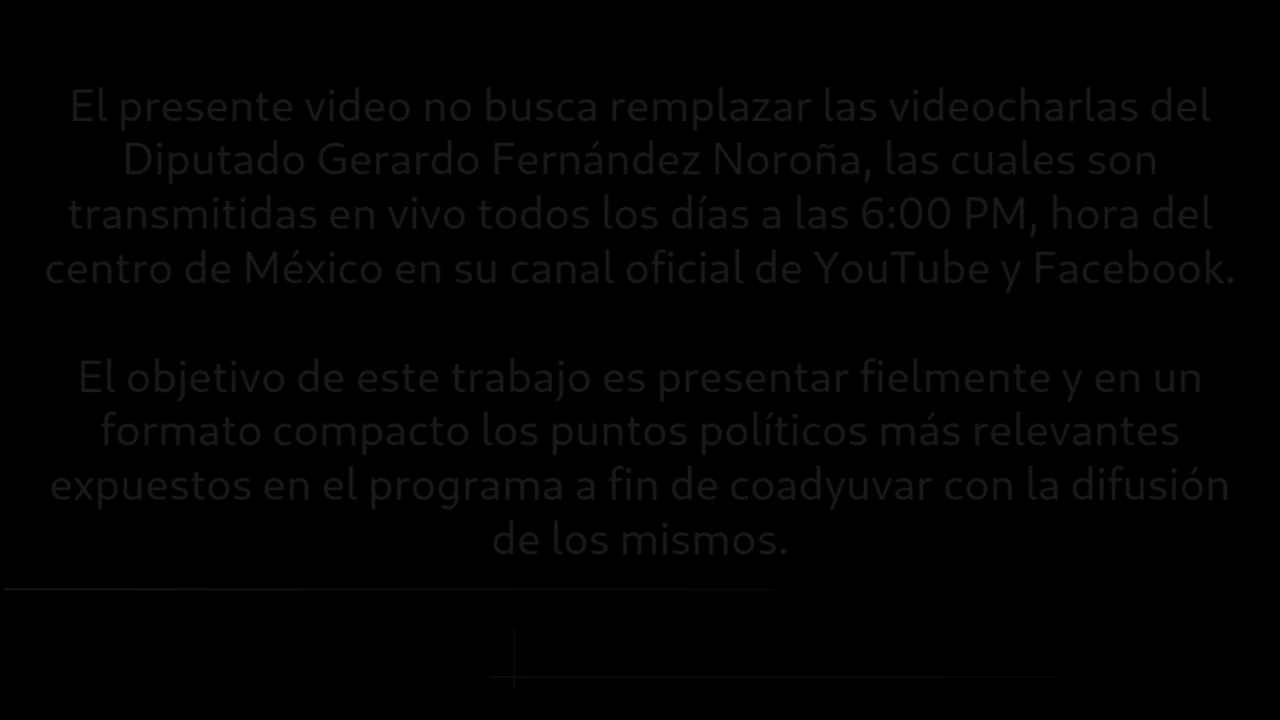 El presente video no busca remplazar las videocharlas del
Diputado Gerardo Fernández Noroña, las cuales son
transmitidas en vivo todos los días a las 6:00 PM, hora del
centro de México en su canal oficial de YouTube y Facebook.
El objetivo de este trabajo es presentar fielmente y en un
formato compacto los puntos políticos más relevantes
expuestos en el programa a fin de coadyuvar con la difusión
de los mismos.